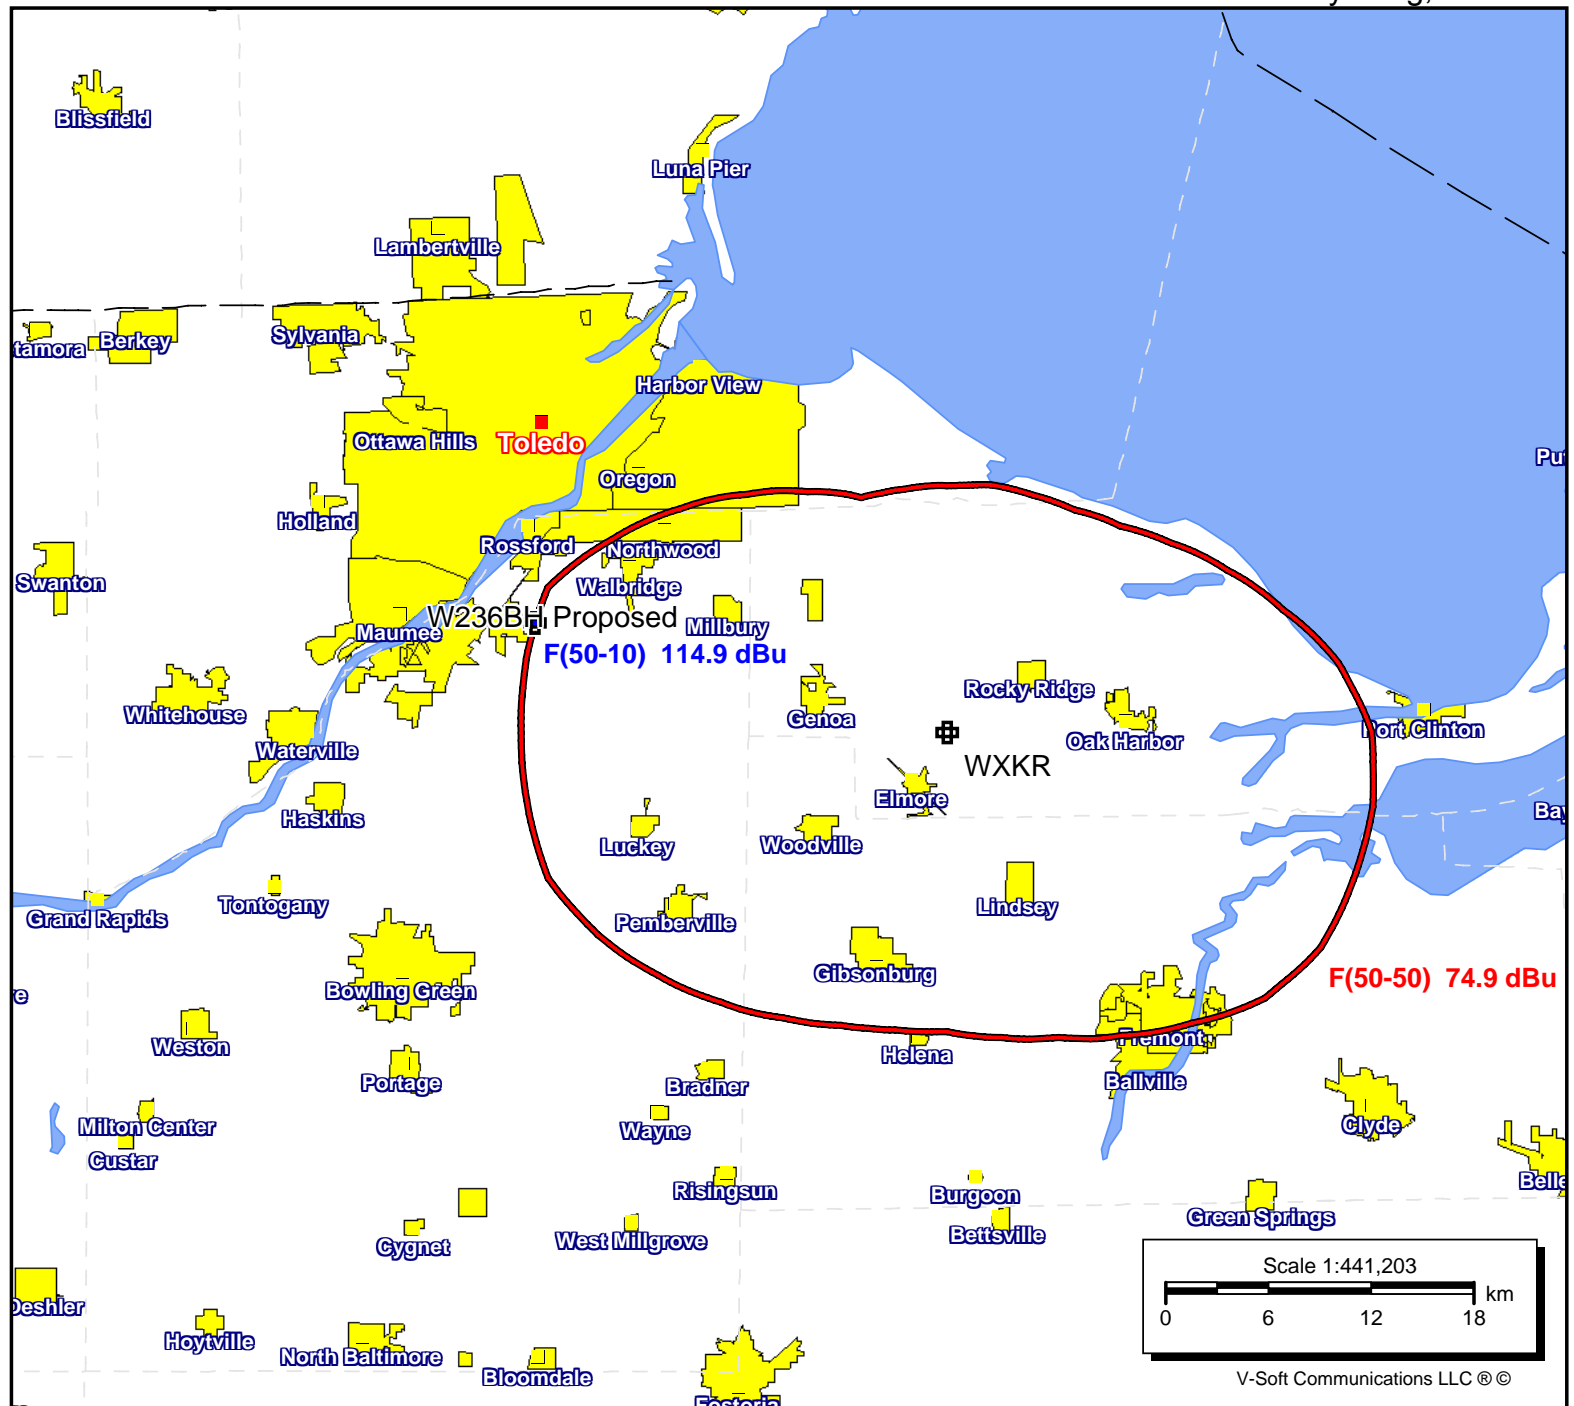 Blissfield
Luna Pier
Lambertville
Sylvania
Berkey
tamora
Harbor View
Ottawa Hills
Toledo
Oregon
Holland
Rossford
Northwood
Swanton
Walbridge
W236BH Proposed
Millbury
Maumee
F(50-10) 114.9 dBu
Rocky Ridge
Whitehouse
Genoa
Port Clinton
Oak Harbor
Waterville
WXKR
Elmore
Haskins
Luckey
Woodville
Tontogany
Lindsey
Grand Rapids
Pemberville
Gibsonburg
F(50-50) 74.9 dBu
Bowling Green
Fremont
Weston
Helena
Portage
Bradner
Ballville
Milton Center
Wayne
Clyde
Custar
Risingsun
Burgoon
Belle
Green Springs
Bettsville
West Millgrove
Cygnet
Scale 1:441,203
km
0 6 12 18
Deshler
Hoytville
North Baltimore
Bloomdale
V-Soft Communications LLC ® ©
Fostoria